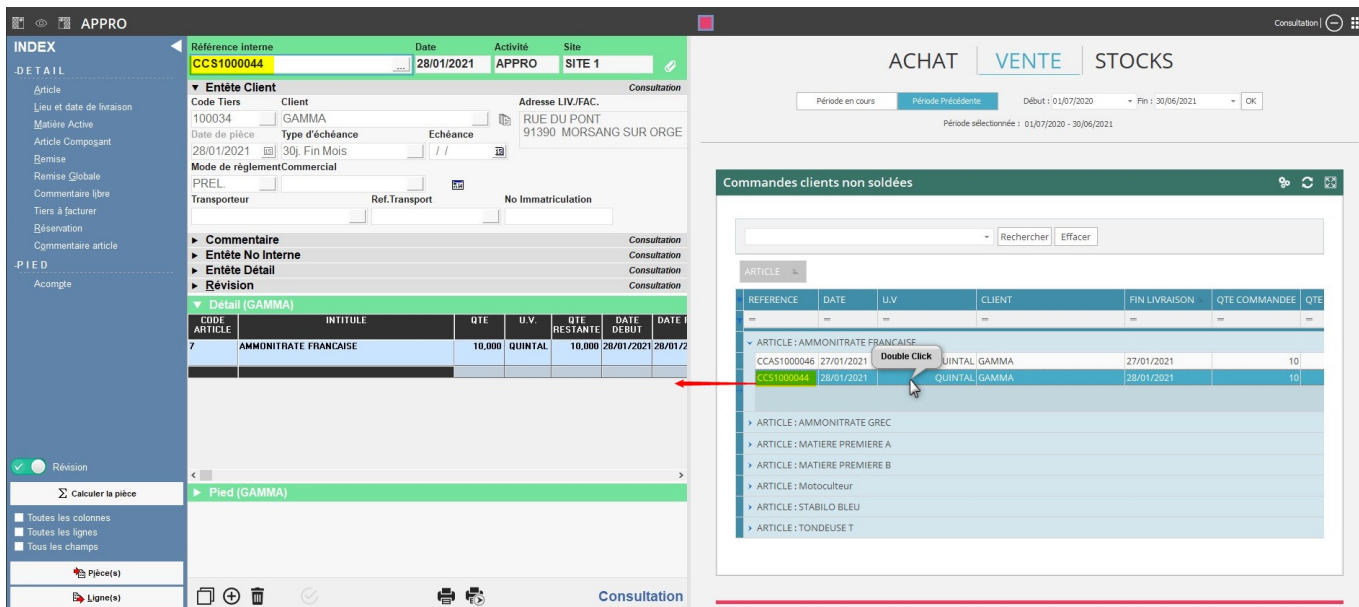 APPRO
Consultation |
INDEX
DETAIL
Article
Lieu et date de livraison
Matière Active
Article Composant
Remise
Remise Globale
Commentaire libre
Tiers à facturer
Réservation
Commentaire article
PIED
Acompte
Révision
Σ Calculer la pièce
Toutes les colonnes
Toutes les lignes
Tous les champs
Pièce(s)
Ligne(s)
Référence interne Date Activité Site
CCS1000044 ... 28/01/2021 APPRO SITE 1
Entête Client Consultation
Code Tiers Client Adresse LIV./FAC.
100034 GAMMA RUE DU PONT
91390 MORSANG SUR ORGE
Date de pièce Type d'échéance Echéance
28/01/2021 30j. Fin Mois / /
Mode de règlement Commercial
PREL.
Transporteur Ref.Transport No Immatriculation
Commentaire Consultation
Entête No Interne Consultation
Entête Détail Consultation
Révision Consultation
Détail (GAMMA)
CODE ARTICLE INTITULE QTE U.V. QTE RESTANTE DATE DEBUT DATE F
7 AMMONITRATE FRANCAISE 10,000 QUINTAL 10,000 28/01/2021 28/01/2
Pied (GAMMA)
Consultation
ACHAT VENTE STOCKS
Période en cours Période Précédente Début : 01/07/2020 Fin : 30/06/2021 OK
Période sélectionnée : 01/07/2020 - 30/06/2021
Commandes clients non soldées
Rechercher Effacer
ARTICLE
REFERENCE DATE U.V CLIENT FIN LIVRAISON QTE COMMANDEE QTE
= = = = = = =
ARTICLE : AMMONITRATE FRANCAISE
CCAS1000046 27/01/2021 QUINTAL GAMMA 27/01/2021 10
Double Click
CCS1000044 28/01/2021 QUINTAL GAMMA 28/01/2021 10
ARTICLE : AMMONITRATE GREC
ARTICLE : MATIERE PREMIERE A
ARTICLE : MATIERE PREMIERE B
ARTICLE : Motoculteur
ARTICLE : STABILO BLEU
ARTICLE : TONDEUSE T